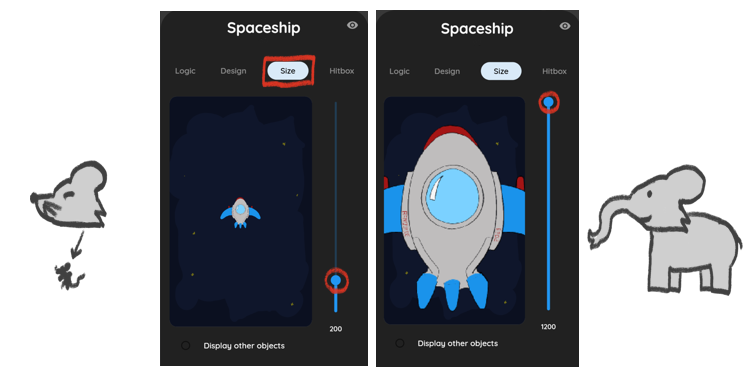 Spaceship
Logic Design Size Hitbox
200
Display other objects
Spaceship
Logic Design Size Hitbox
1200
Display other objects